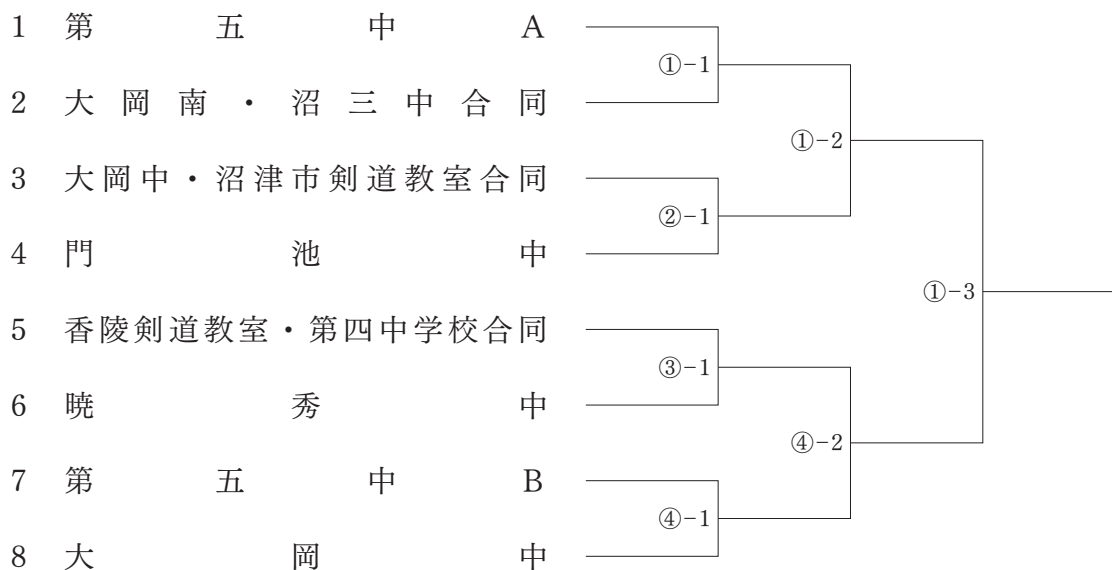 1 第五中A
①-1
2 大岡南・沼三中合同
①-2
3 大岡中・沼津市剣道教室合同
②-1
4 門池中
①-3
5 香陵剣道教室・第四中学校合同
③-1
6 暁秀中
④-2
7 第五中B
④-1
8 大岡中